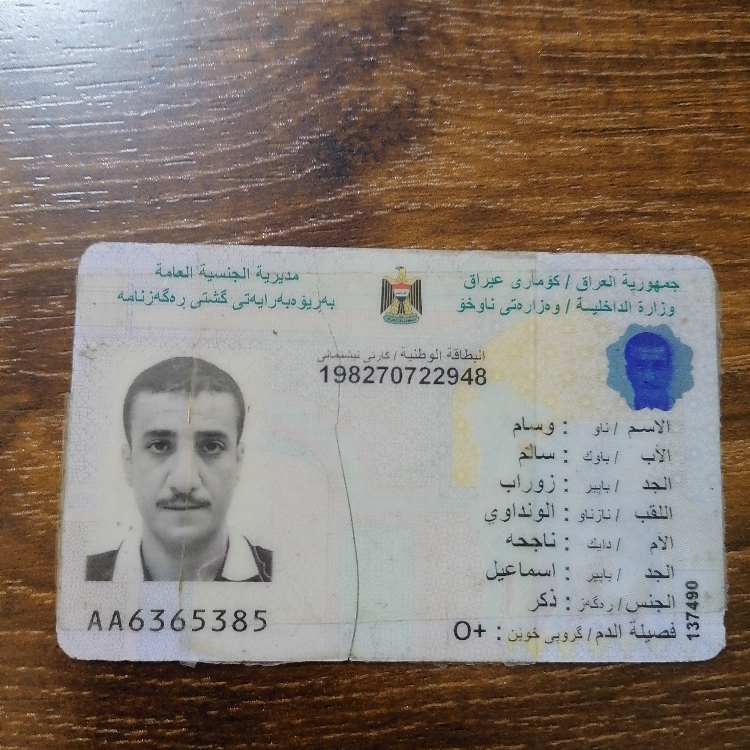 جمهورية العراق / كۆماری عیراق
وزارة الداخلية / وەزارەتی ناوخۆ
مديرية الجنسية العامة
بەڕێوەبەرایەتی گشتی ڕەگەزنامە
البطاقة الوطنية / كارتی نیشتمانی
198270722948
الاسم / ناو : وسام
الأب / باوك : سالم
الجد / باپیر : زوراب
اللقب / نازناو : الونداوي
الأم / دایك : ناجحه
الجد / باپیر : اسماعيل
الجنس / ڕەگەز : ذكر
فصيلة الدم / گروپی خوێن : +O
AA6365385
137490